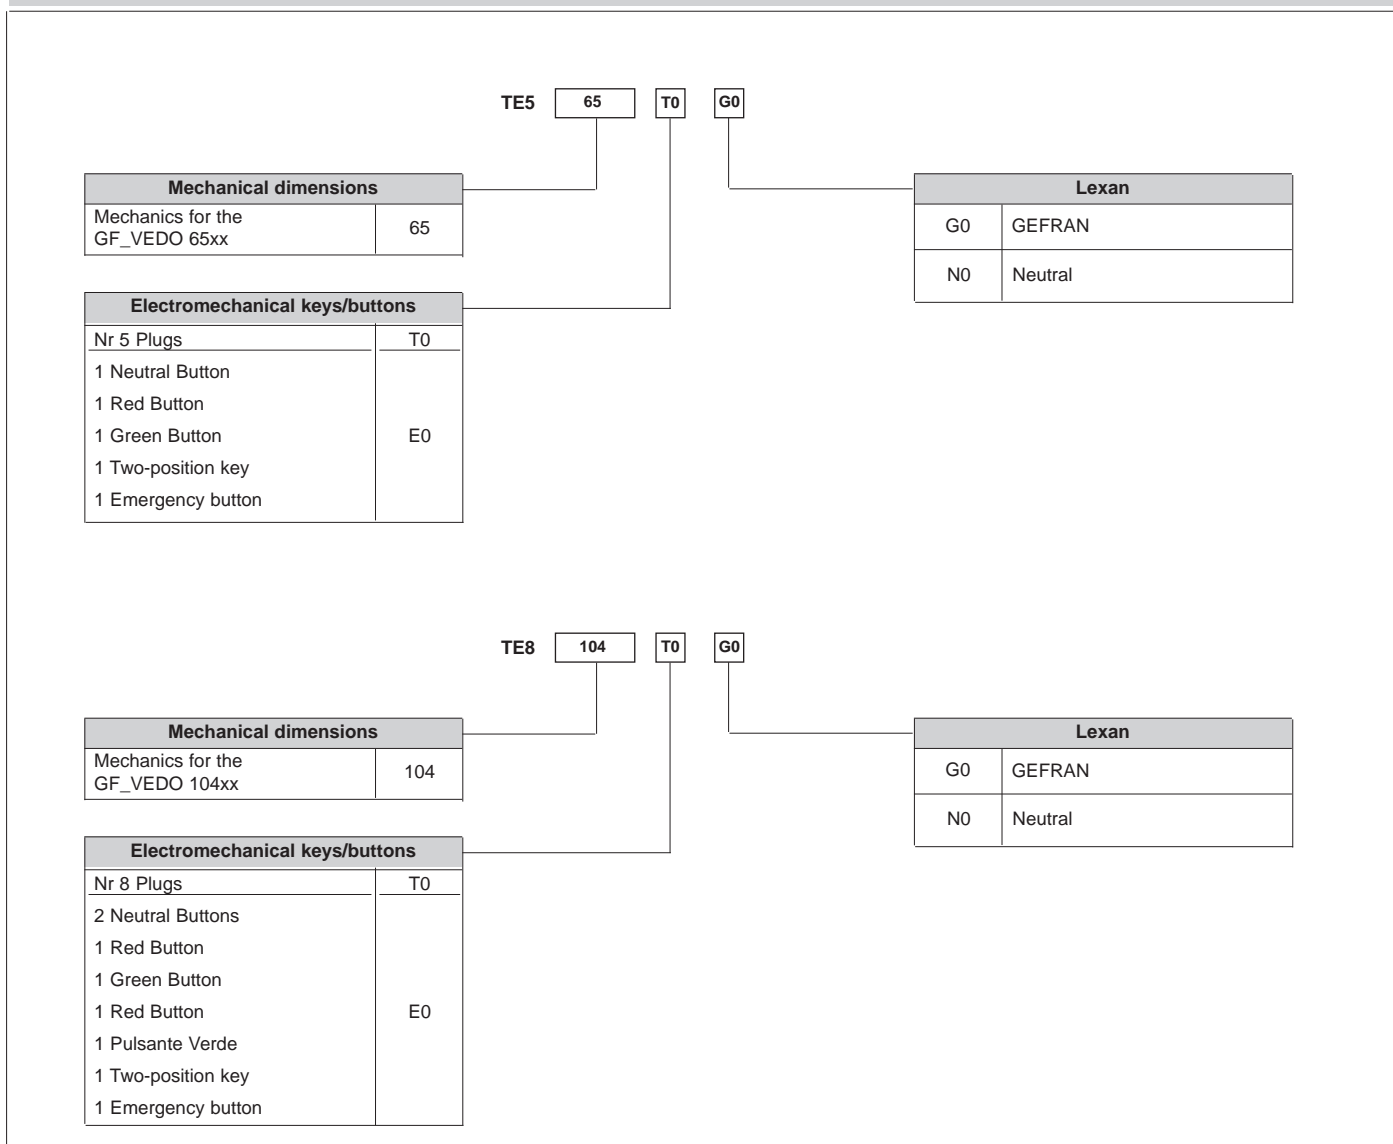 TE5 65 T0 G0
Mechanical dimensions
Mechanics for the
GF_VEDO 65xx
65
Lexan
G0 GEFRAN
N0 Neutral
Electromechanical keys/buttons
Nr 5 Plugs T0
1 Neutral Button
1 Red Button
1 Green Button E0
1 Two-position key
1 Emergency button
TE8 104 T0 G0
Mechanical dimensions
Mechanics for the
GF_VEDO 104xx
104
Lexan
G0 GEFRAN
N0 Neutral
Electromechanical keys/buttons
Nr 8 Plugs T0
2 Neutral Buttons
1 Red Button
1 Green Button
1 Red Button E0
1 Pulsante Verde
1 Two-position key
1 Emergency button